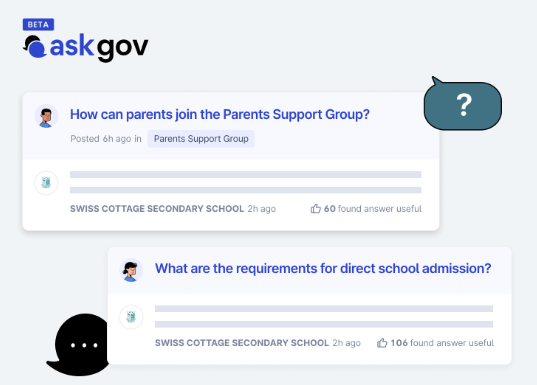 BETA
askgov
?
How can parents join the Parents Support Group?
Posted 6h ago in Parents Support Group
SWISS COTTAGE SECONDARY SCHOOL 2h ago 60 found answer useful
What are the requirements for direct school admission?
SWISS COTTAGE SECONDARY SCHOOL 2h ago 106 found answer useful